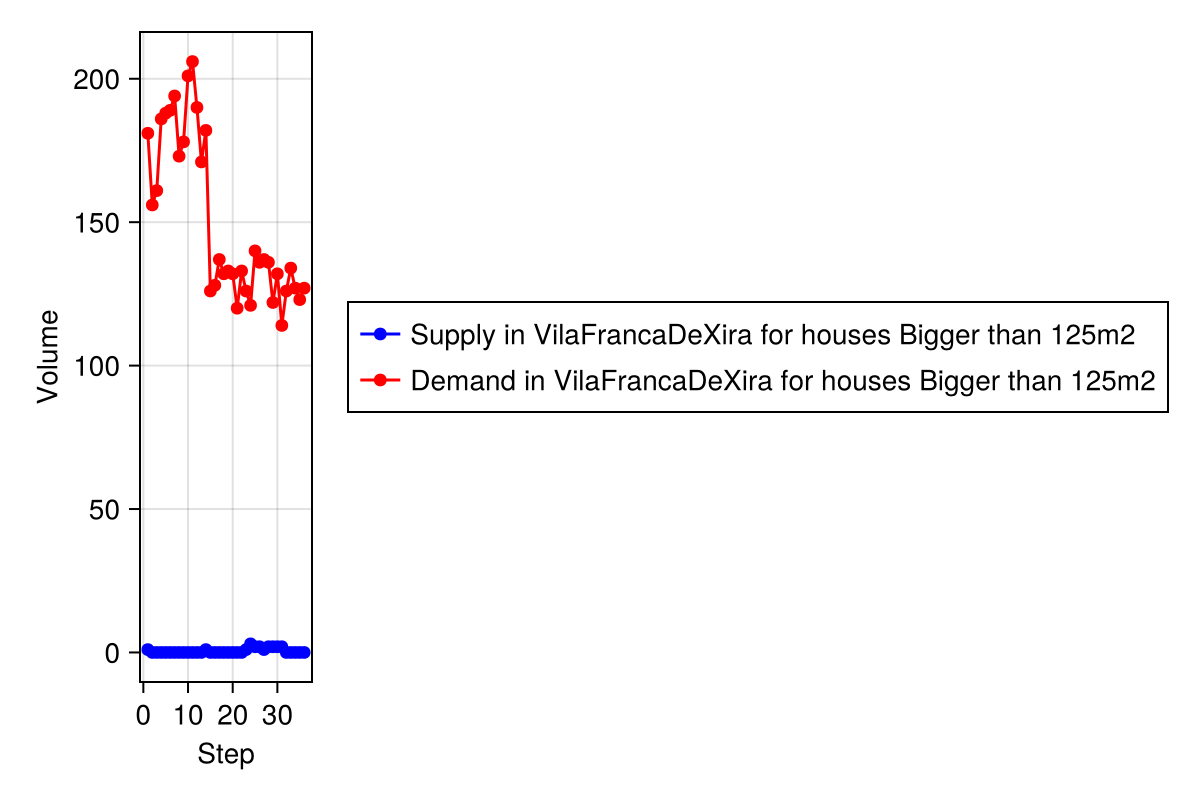 200
150
100
50
0
Volume
0 10 20 30
Step
Supply in VilaFrancaDeXira for houses Bigger than 125m2
Demand in VilaFrancaDeXira for houses Bigger than 125m2